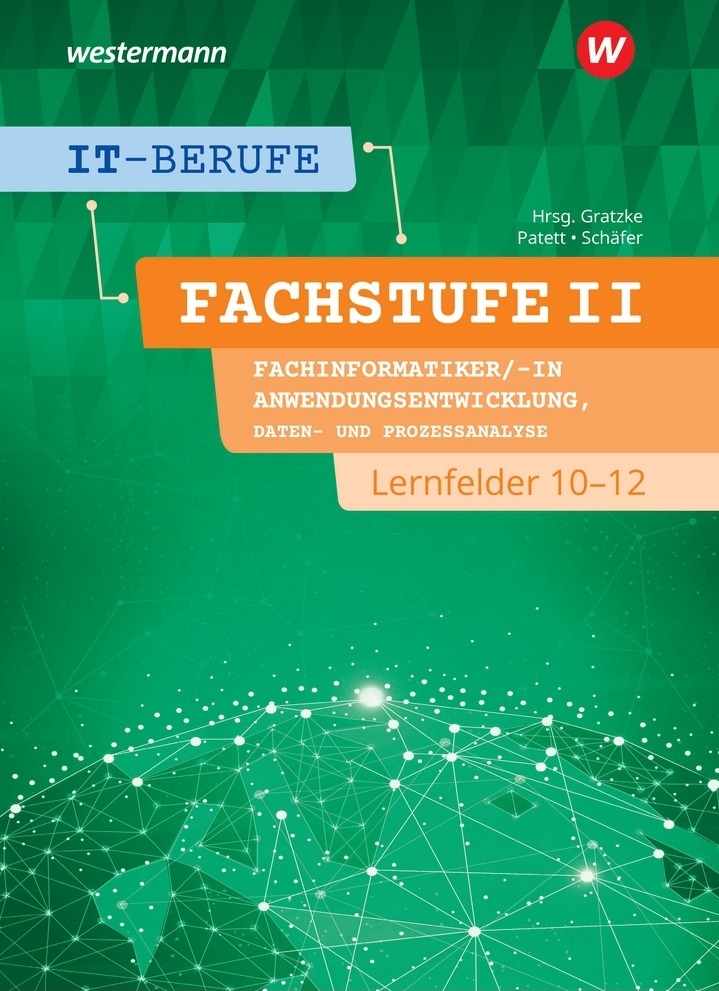 westermann
W
IT-BERUFE
Hrsg. Gratzke
Patett • Schäfer
FACHSTUFE II
FACHINFORMATIKER/-IN
ANWENDUNGSENTWICKLUNG,
DATEN- UND PROZESSANALYSE
Lernfelder 10–12